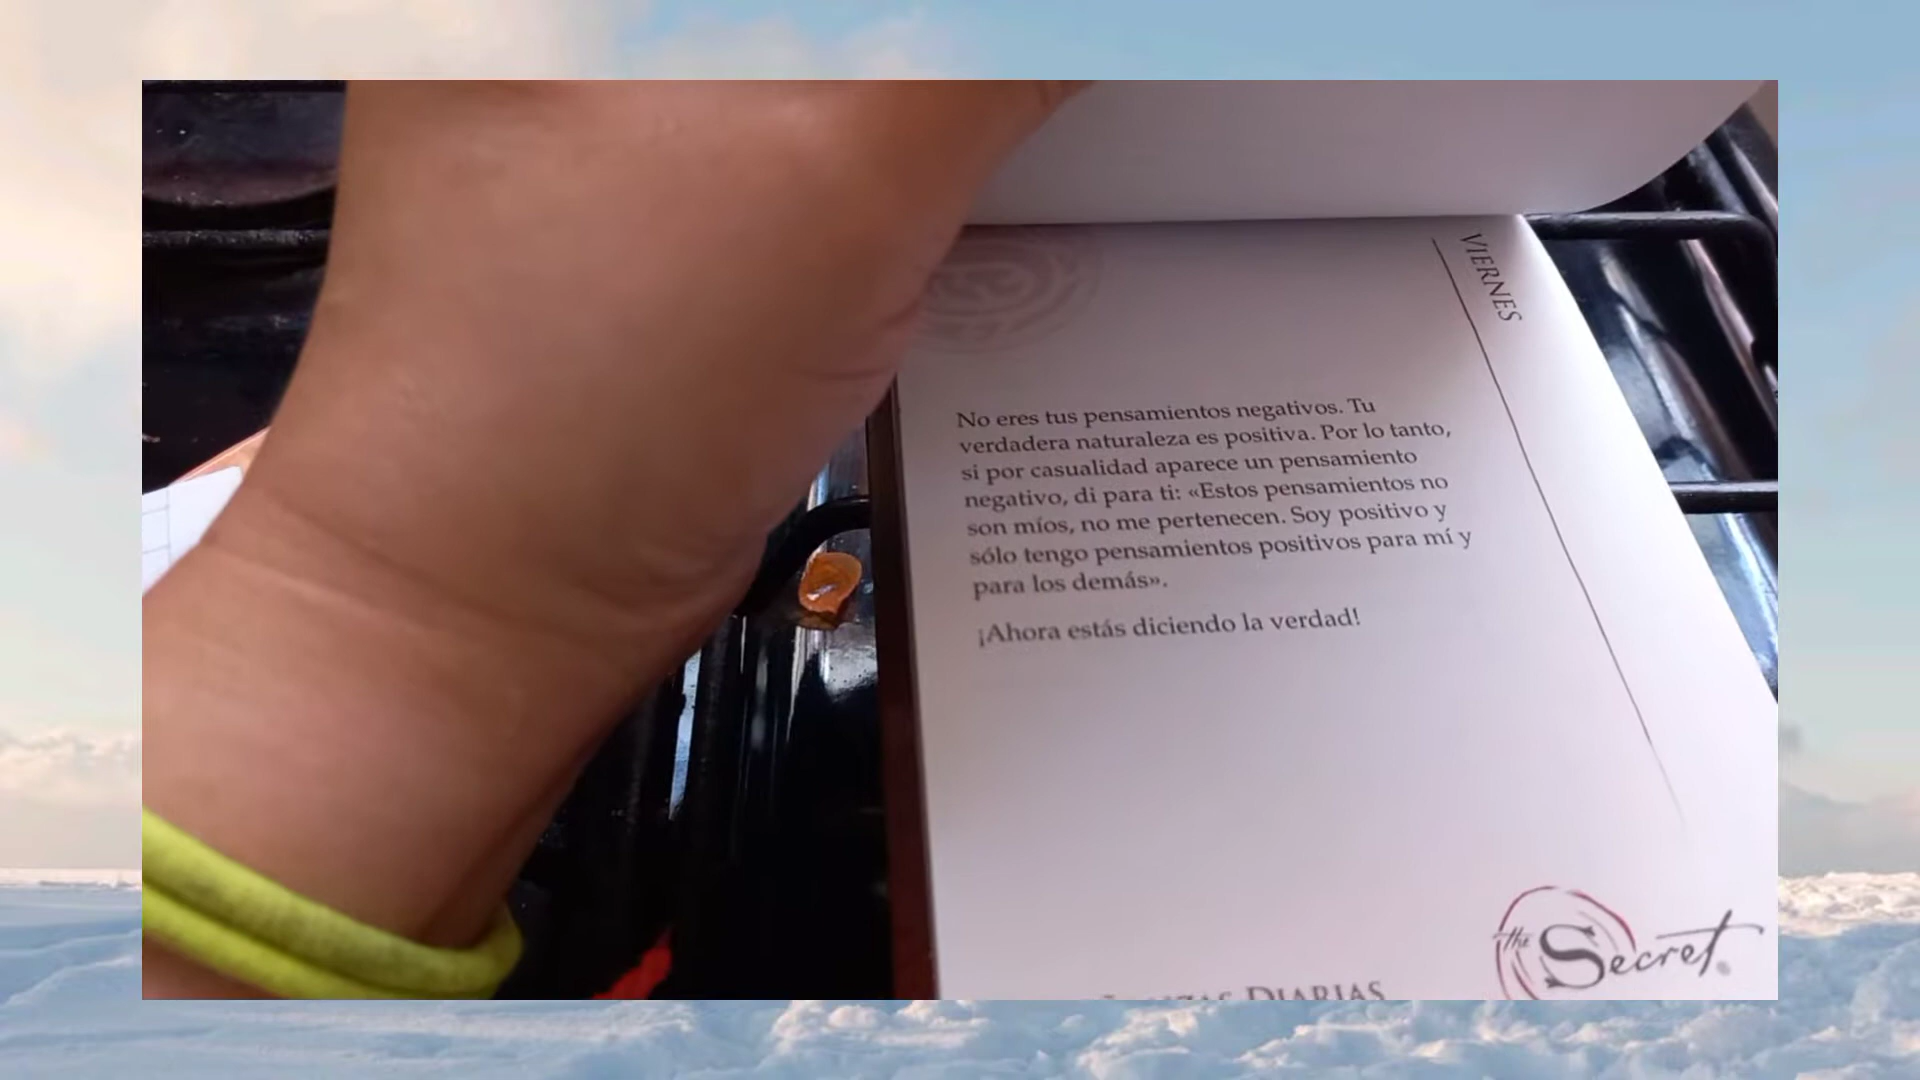 VIERNES
No eres tus pensamientos negativos. Tu
verdadera naturaleza es positiva. Por lo tanto,
si por casualidad aparece un pensamiento
negativo, di para ti: «Estos pensamientos no
son míos, no me pertenecen. Soy positivo y
sólo tengo pensamientos positivos para mí y
para los demás».
¡Ahora estás diciendo la verdad!
the Secret
DIARIAS